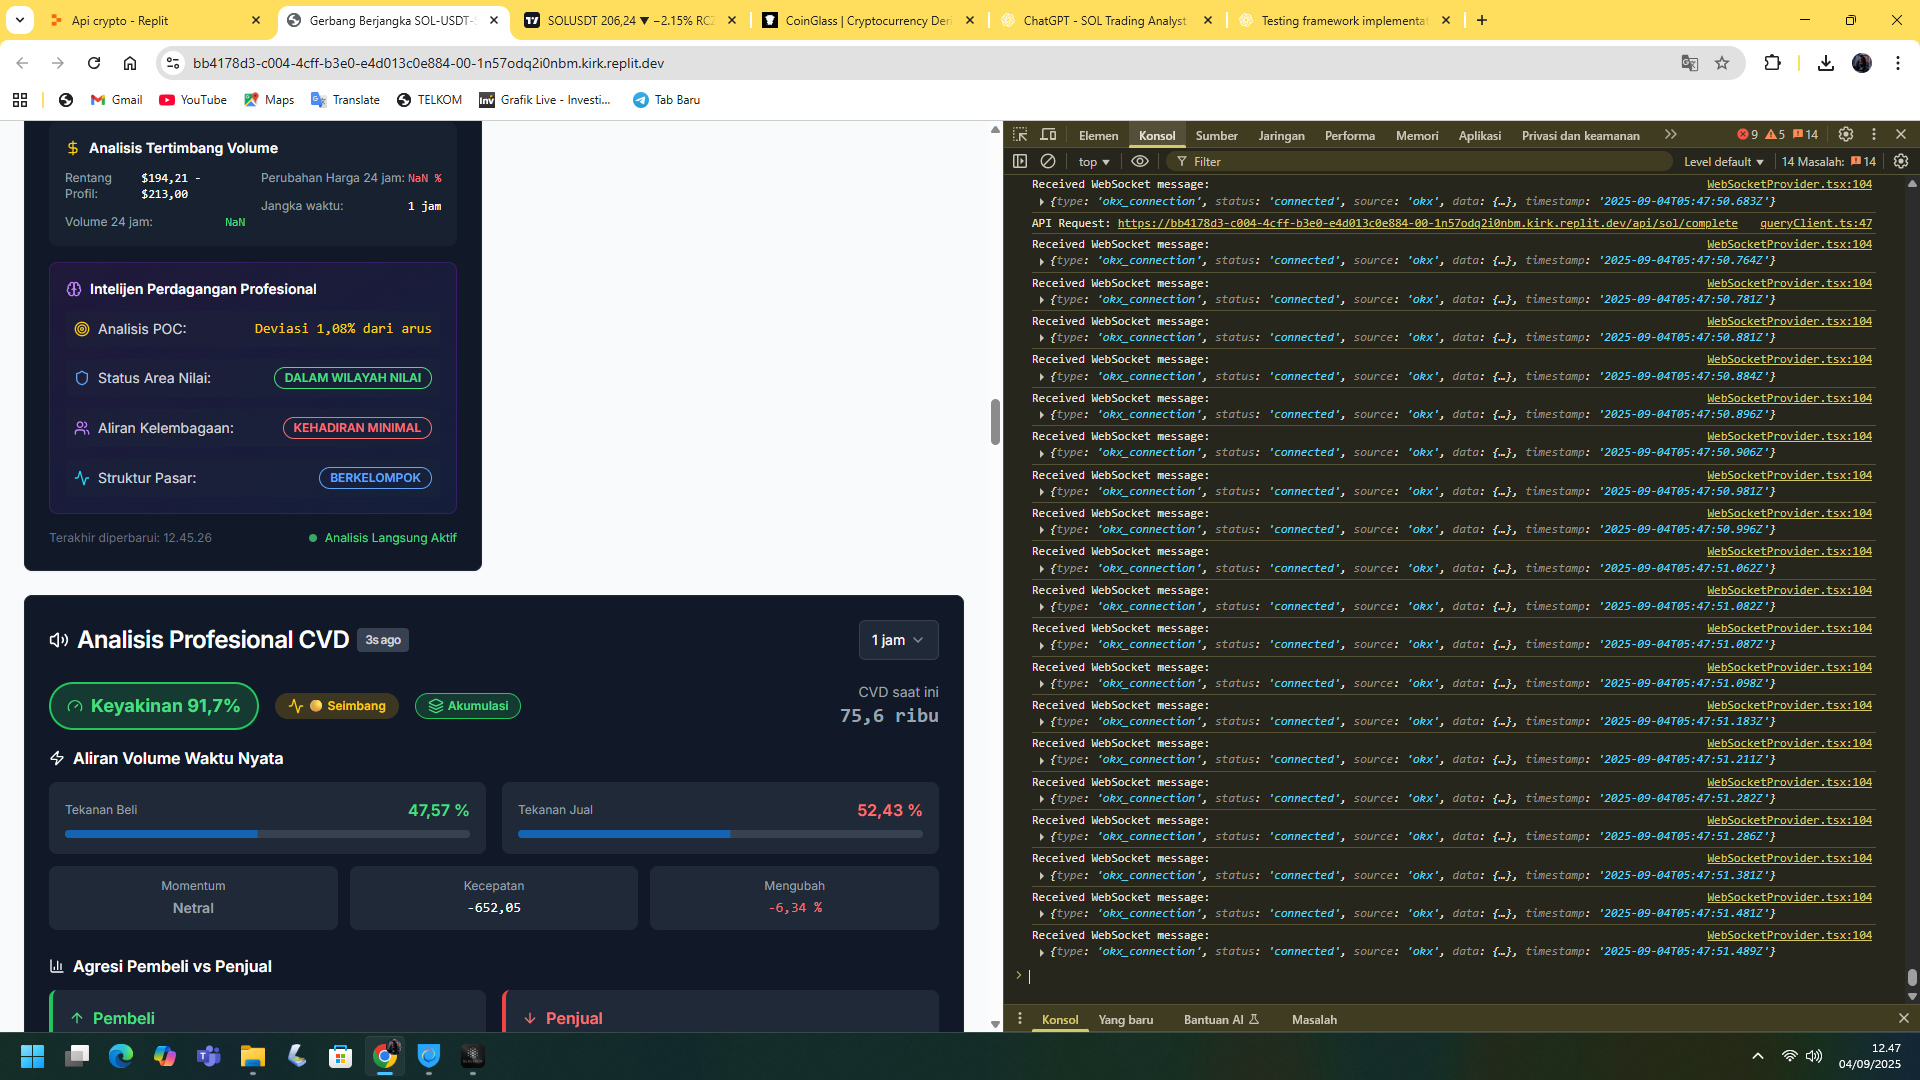 Api crypto - Replit
Gerbang Berjangka SOL-USDT-S
SOLUSDT 206,24 ▼ −2.15% RC2
CoinGlass | Cryptocurrency Deri
ChatGPT - SOL Trading Analyst
Testing framework implementat
bb4178d3-c004-4cff-b3e0-e4d013c0e884-00-1n57odq2i0nbm.kirk.replit.dev
Gmail
YouTube
Maps
Translate
TELKOM
Grafik Live - Investi...
Tab Baru
Analisis Tertimbang Volume
Rentang Profil: $194,21 - $213,00
Perubahan Harga 24 jam: NaN %
Jangka waktu: 1 jam
Volume 24 jam: NaN
Intelijen Perdagangan Profesional
Analisis POC: Deviasi 1,08% dari arus
Status Area Nilai: DALAM WILAYAH NILAI
Aliran Kelembagaan: KEHADIRAN MINIMAL
Struktur Pasar: BERKELOMPOK
Terakhir diperbarui: 12.45.26
Analisis Langsung Aktif
Analisis Profesional CVD 3s ago
1 jam
Keyakinan 91,7%
Seimbang
Akumulasi
CVD saat ini
75,6 ribu
Aliran Volume Waktu Nyata
Tekanan Beli 47,57 %
Tekanan Jual 52,43 %
Momentum
Netral
Kecepatan
-652,05
Mengubah
-6,34 %
Agresi Pembeli vs Penjual
Pembeli
Penjual
Elemen Konsol Sumber Jaringan Performa Memori Aplikasi Privasi dan keamanan 9 5 14
top Filter Level default 14 Masalah: 14
Received WebSocket message: WebSocketProvider.tsx:104
{type: 'okx_connection', status: 'connected', source: 'okx', data: {…}, timestamp: '2025-09-04T05:47:50.683Z'}
API Request: https://bb4178d3-c004-4cff-b3e0-e4d013c0e884-00-1n57odq2i0nbm.kirk.replit.dev/api/sol/complete queryClient.ts:47
Received WebSocket message: WebSocketProvider.tsx:104
{type: 'okx_connection', status: 'connected', source: 'okx', data: {…}, timestamp: '2025-09-04T05:47:50.764Z'}
Received WebSocket message: WebSocketProvider.tsx:104
{type: 'okx_connection', status: 'connected', source: 'okx', data: {…}, timestamp: '2025-09-04T05:47:50.781Z'}
Received WebSocket message: WebSocketProvider.tsx:104
{type: 'okx_connection', status: 'connected', source: 'okx', data: {…}, timestamp: '2025-09-04T05:47:50.881Z'}
Received WebSocket message: WebSocketProvider.tsx:104
{type: 'okx_connection', status: 'connected', source: 'okx', data: {…}, timestamp: '2025-09-04T05:47:50.884Z'}
Received WebSocket message: WebSocketProvider.tsx:104
{type: 'okx_connection', status: 'connected', source: 'okx', data: {…}, timestamp: '2025-09-04T05:47:50.896Z'}
Received WebSocket message: WebSocketProvider.tsx:104
{type: 'okx_connection', status: 'connected', source: 'okx', data: {…}, timestamp: '2025-09-04T05:47:50.906Z'}
Received WebSocket message: WebSocketProvider.tsx:104
{type: 'okx_connection', status: 'connected', source: 'okx', data: {…}, timestamp: '2025-09-04T05:47:50.981Z'}
Received WebSocket message: WebSocketProvider.tsx:104
{type: 'okx_connection', status: 'connected', source: 'okx', data: {…}, timestamp: '2025-09-04T05:47:50.996Z'}
Received WebSocket message: WebSocketProvider.tsx:104
{type: 'okx_connection', status: 'connected', source: 'okx', data: {…}, timestamp: '2025-09-04T05:47:51.062Z'}
Received WebSocket message: WebSocketProvider.tsx:104
{type: 'okx_connection', status: 'connected', source: 'okx', data: {…}, timestamp: '2025-09-04T05:47:51.082Z'}
Received WebSocket message: WebSocketProvider.tsx:104
{type: 'okx_connection', status: 'connected', source: 'okx', data: {…}, timestamp: '2025-09-04T05:47:51.087Z'}
Received WebSocket message: WebSocketProvider.tsx:104
{type: 'okx_connection', status: 'connected', source: 'okx', data: {…}, timestamp: '2025-09-04T05:47:51.098Z'}
Received WebSocket message: WebSocketProvider.tsx:104
{type: 'okx_connection', status: 'connected', source: 'okx', data: {…}, timestamp: '2025-09-04T05:47:51.183Z'}
Received WebSocket message: WebSocketProvider.tsx:104
{type: 'okx_connection', status: 'connected', source: 'okx', data: {…}, timestamp: '2025-09-04T05:47:51.211Z'}
Received WebSocket message: WebSocketProvider.tsx:104
{type: 'okx_connection', status: 'connected', source: 'okx', data: {…}, timestamp: '2025-09-04T05:47:51.282Z'}
Received WebSocket message: WebSocketProvider.tsx:104
{type: 'okx_connection', status: 'connected', source: 'okx', data: {…}, timestamp: '2025-09-04T05:47:51.286Z'}
Received WebSocket message: WebSocketProvider.tsx:104
{type: 'okx_connection', status: 'connected', source: 'okx', data: {…}, timestamp: '2025-09-04T05:47:51.381Z'}
Received WebSocket message: WebSocketProvider.tsx:104
{type: 'okx_connection', status: 'connected', source: 'okx', data: {…}, timestamp: '2025-09-04T05:47:51.481Z'}
Received WebSocket message: WebSocketProvider.tsx:104
{type: 'okx_connection', status: 'connected', source: 'okx', data: {…}, timestamp: '2025-09-04T05:47:51.489Z'}
Konsol Yang baru Bantuan AI Masalah
12.47
04/09/2025